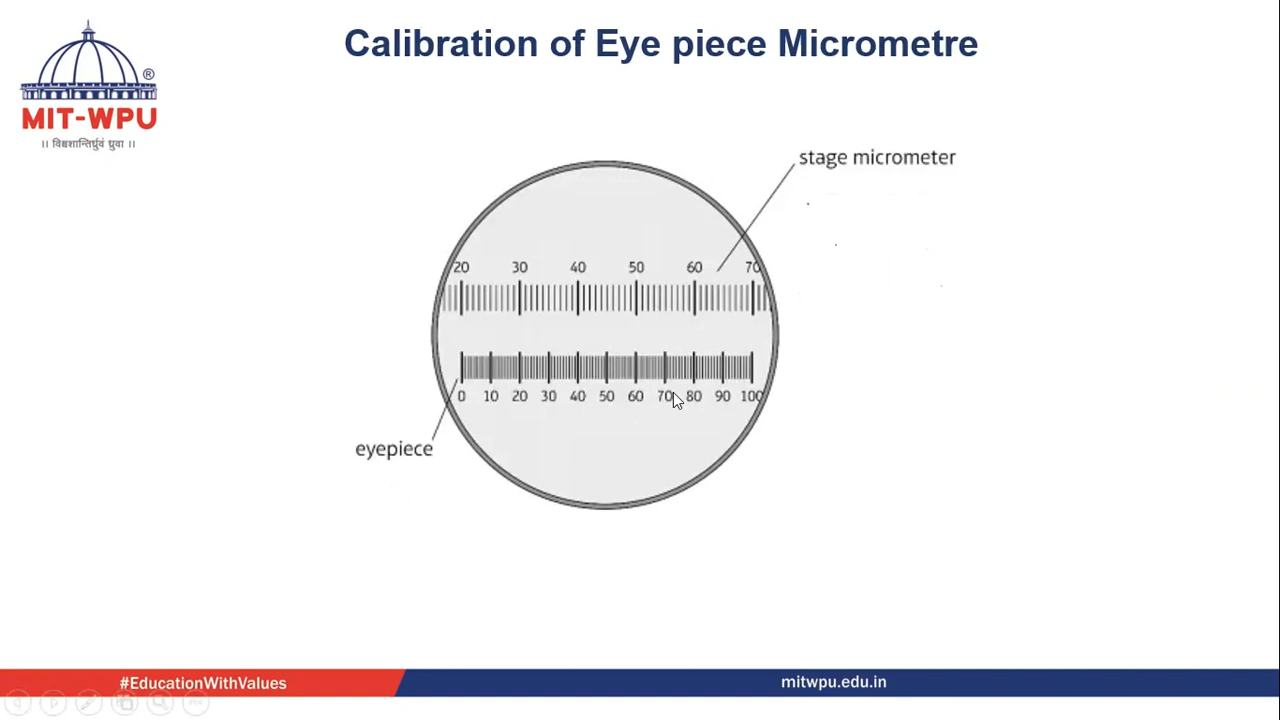 Calibration of Eye piece Micrometre
®
MIT-WPU
॥ विश्वशान्तिर्ध्रुवं ध्रुवा ॥
stage micrometer
20 30 40 50 60 70
0 10 20 30 40 50 60 70 80 90 100
eyepiece
#EducationWithValues
mitwpu.edu.in